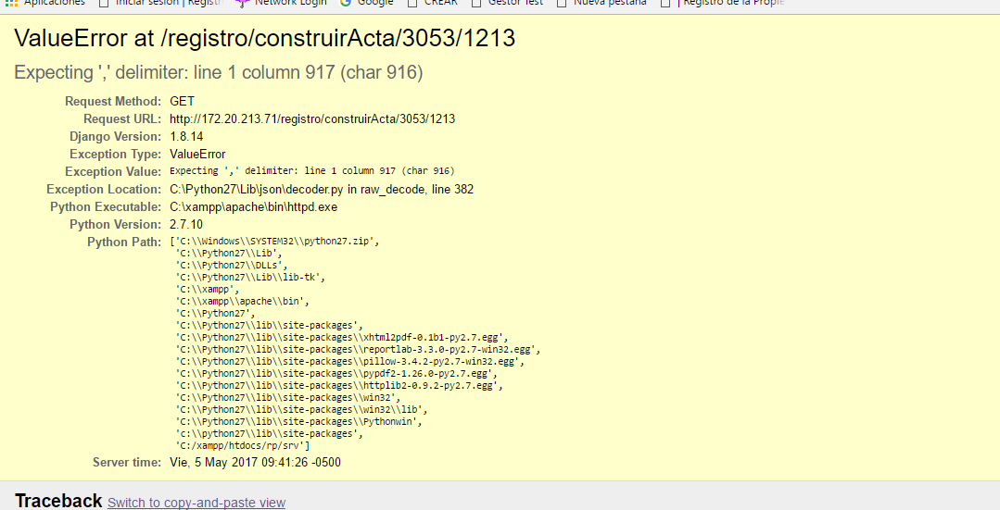 Aplicaciones Iniciar sesión | Registr Network Login Google CREAR Gestor Test Nueva pestaña | Registro de la Propie
ValueError at /registro/construirActa/3053/1213
Expecting ',' delimiter: line 1 column 917 (char 916)
Request Method: GET
Request URL: http://172.20.213.71/registro/construirActa/3053/1213
Django Version: 1.8.14
Exception Type: ValueError
Exception Value: Expecting ',' delimiter: line 1 column 917 (char 916)
Exception Location: C:\Python27\Lib\json\decoder.py in raw_decode, line 382
Python Executable: C:\xampp\apache\bin\httpd.exe
Python Version: 2.7.10
Python Path: ['C:\\Windows\\SYSTEM32\\python27.zip',
'C:\\Python27\\Lib',
'C:\\Python27\\DLLs',
'C:\\Python27\\Lib\\lib-tk',
'C:\\xampp',
'C:\\xampp\\apache\\bin',
'C:\\Python27',
'C:\\Python27\\lib\\site-packages',
'C:\\Python27\\lib\\site-packages\\xhtml2pdf-0.1b1-py2.7.egg',
'C:\\Python27\\lib\\site-packages\\reportlab-3.3.0-py2.7-win32.egg',
'C:\\Python27\\lib\\site-packages\\pillow-3.4.2-py2.7-win32.egg',
'C:\\Python27\\lib\\site-packages\\pypdf2-1.26.0-py2.7.egg',
'C:\\Python27\\lib\\site-packages\\httplib2-0.9.2-py2.7.egg',
'C:\\Python27\\lib\\site-packages\\win32',
'C:\\Python27\\lib\\site-packages\\win32\\lib',
'C:\\Python27\\lib\\site-packages\\Pythonwin',
'c:\\python27\\lib\\site-packages',
'C:/xampp/htdocs/rp/srv']
Server time: Vie, 5 May 2017 09:41:26 -0500
Traceback Switch to copy-and-paste view